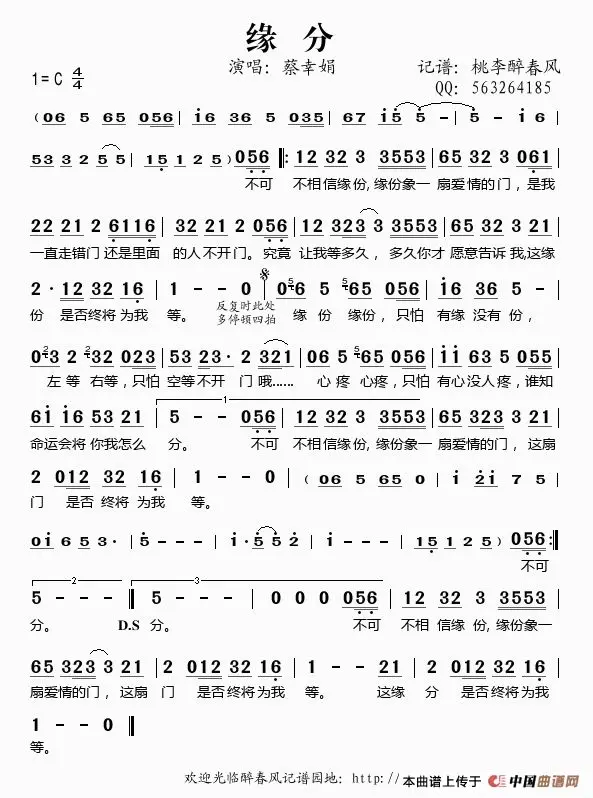 缘 分
演唱：蔡幸娟 记谱：桃李醉春风
1=C 4/4 QQ：563264185
（06 5 65 056 | i6 36 5 035 | 67 i5 5 - | 5 - i 6 |
53 3 2 5 5 | 15 1 2 5）056 ‖: 12 32 3 3553 | 65 32 3 061 |
不可 不相信缘份,缘份象一 扇爱情的门，是我
22 21 2 6116 | 32 21 2 056 | 12 323 3 3553 | 65 32 3 21 |
一直走错门 还是里面 的人不开门。究竟 让我等多久，多久你才 愿意告诉 我,这缘
2· 12 32 16 | 1 - - 0 | 06 5 65 056 | i6 36 5 0 |
反复时此处
多停顿四拍
份 是否终将为我 等。 缘 份 缘份，只怕 有缘 没有 份，
03 2 32 023 | 53 23· 2 321 | 06 5 65 056 | ii 63 5 055 |
左 等 右等，只怕 空等不开 门 哦...... 心 疼 心疼，只怕 有心没人疼，谁知
6i i6 53 21 | 5 - - 056 | 12 32 3 3553 | 65 323 3 21 |
1
命运会将 你我怎么 分。 不可 不相信缘 份,缘份象一 扇爱情的门，这扇
2 012 32 16 | 1 - - 0 |（06 5 65 0 | i 2i 7 5 |
门 是否 终将 为我 等。
0i 6 5 3· | 5 - - - | i· 5 5 2 | i - - - | 15 1 2 5）056 :‖
不可
2 3
5 - - - ‖ 5 - - - | 0 0 0 056 | 12 32 3 3553 |
分。 D.S 分。 不可 不相 信缘 份,缘份象一
65 323 3 21 | 2 012 32 16 | 1 - - 21 | 2 012 32 16 |
扇爱情的门，这扇 门 是否终将为我 等。 这缘 分 是否终将为我
1 - - 0 ‖
等。
欢迎光临醉春风记谱园地：http://
本曲谱上传于 中国曲谱网